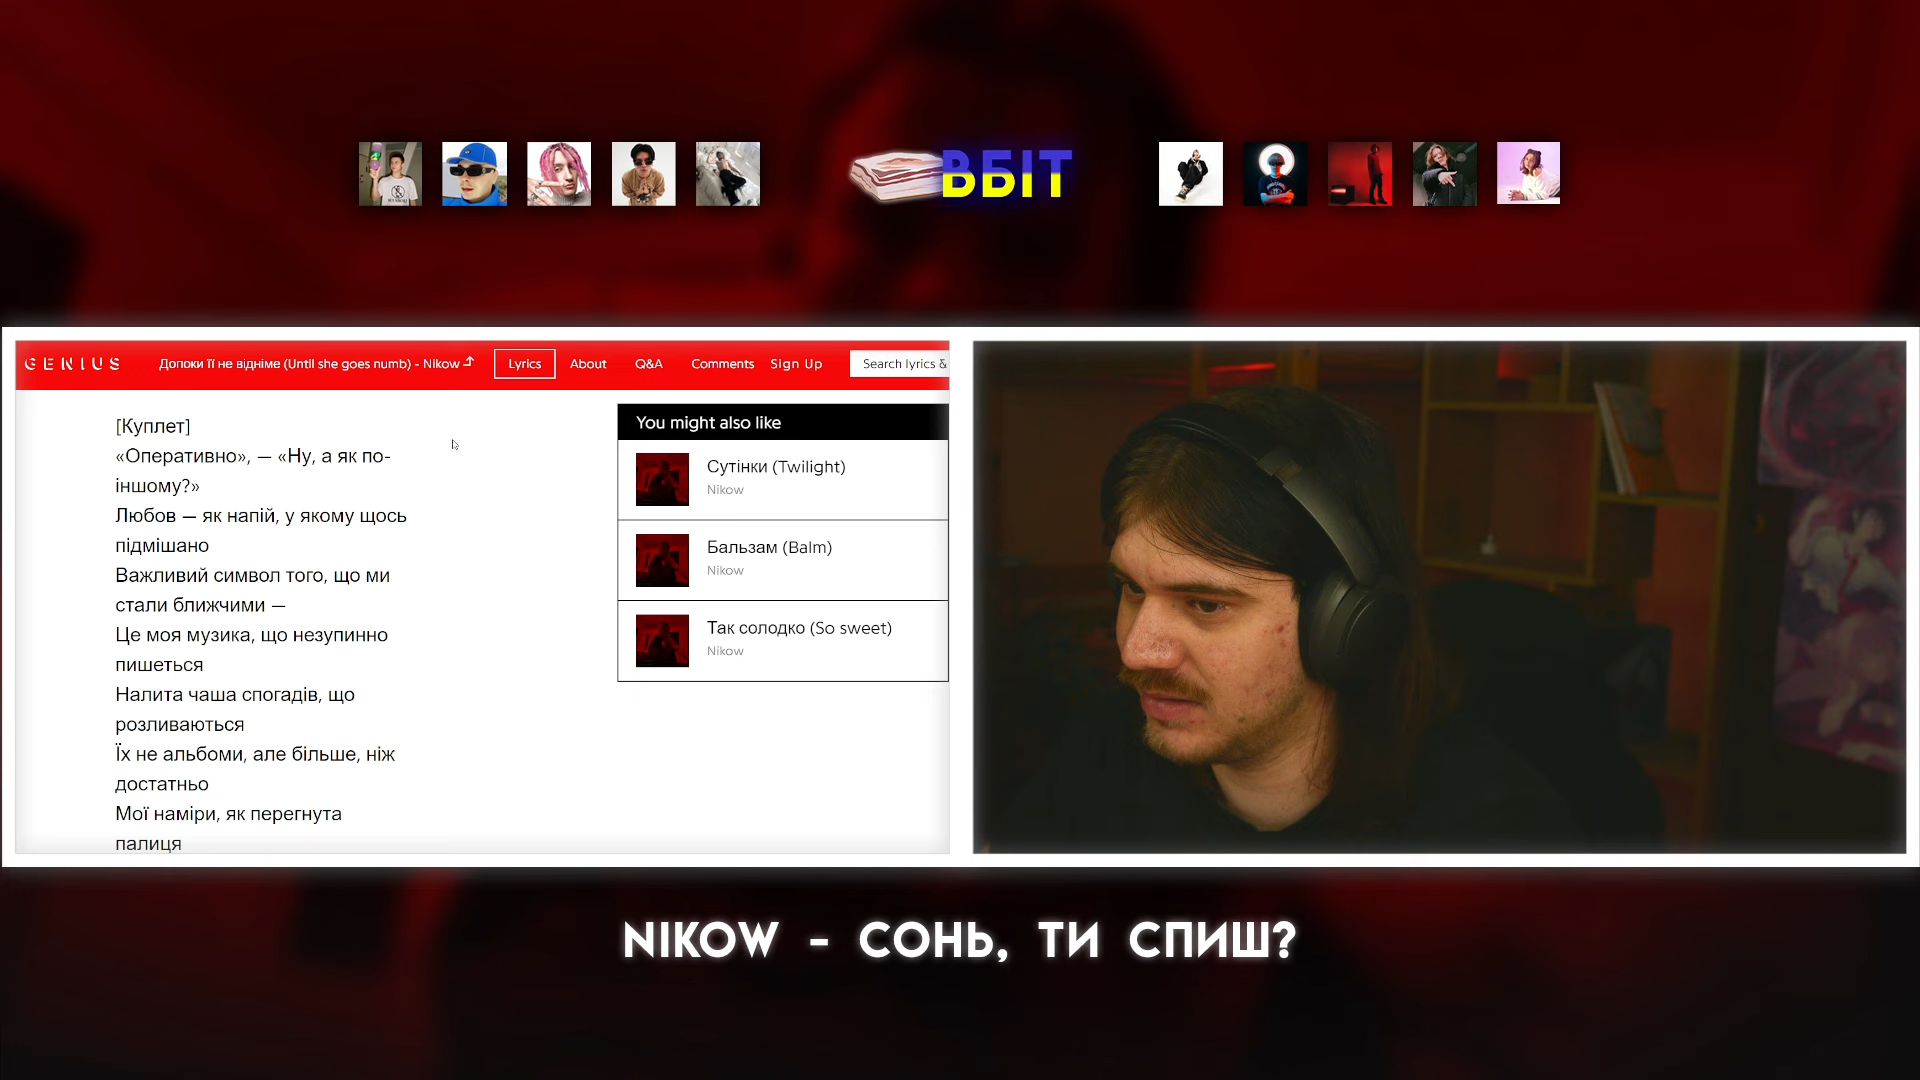 ВБІТ
GENIUS
Допоки її не відніме (Until she goes numb) - Nikow
Lyrics
About
Q&A
Comments
Sign Up
Search lyrics &
[Куплет]
«Оперативно», — «Ну, а як по-
іншому?»
Любов — як напій, у якому щось
підмішано
Важливий символ того, що ми
стали ближчими —
Це моя музика, що незупинно
пишеться
Налита чаша спогадів, що
розливаються
Їх не альбоми, але більше, ніж
достатньо
Мої наміри, як перегнута
палиця
You might also like
Сутінки (Twilight)
Nikow
Бальзам (Balm)
Nikow
Так солодко (So sweet)
Nikow
NIKOW - СОНЬ, ТИ СПИШ?